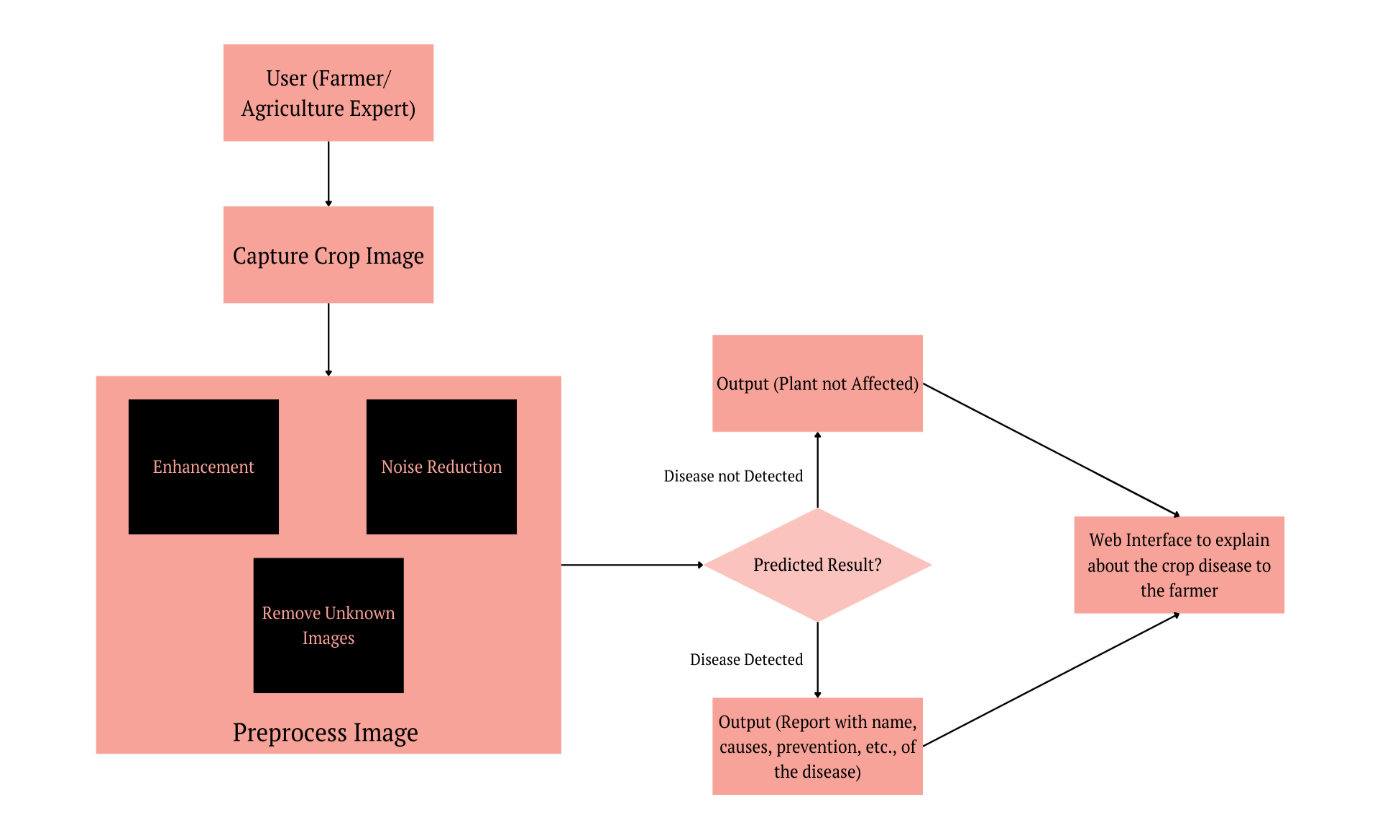 User (Farmer/
Agriculture Expert)
Capture Crop Image
Enhancement
Noise Reduction
Remove Unknown
Images
Preprocess Image
Output (Plant not Affected)
Disease not Detected
Predicted Result?
Disease Detected
Output (Report with name,
causes, prevention, etc., of
the disease)
Web Interface to explain
about the crop disease to
the farmer